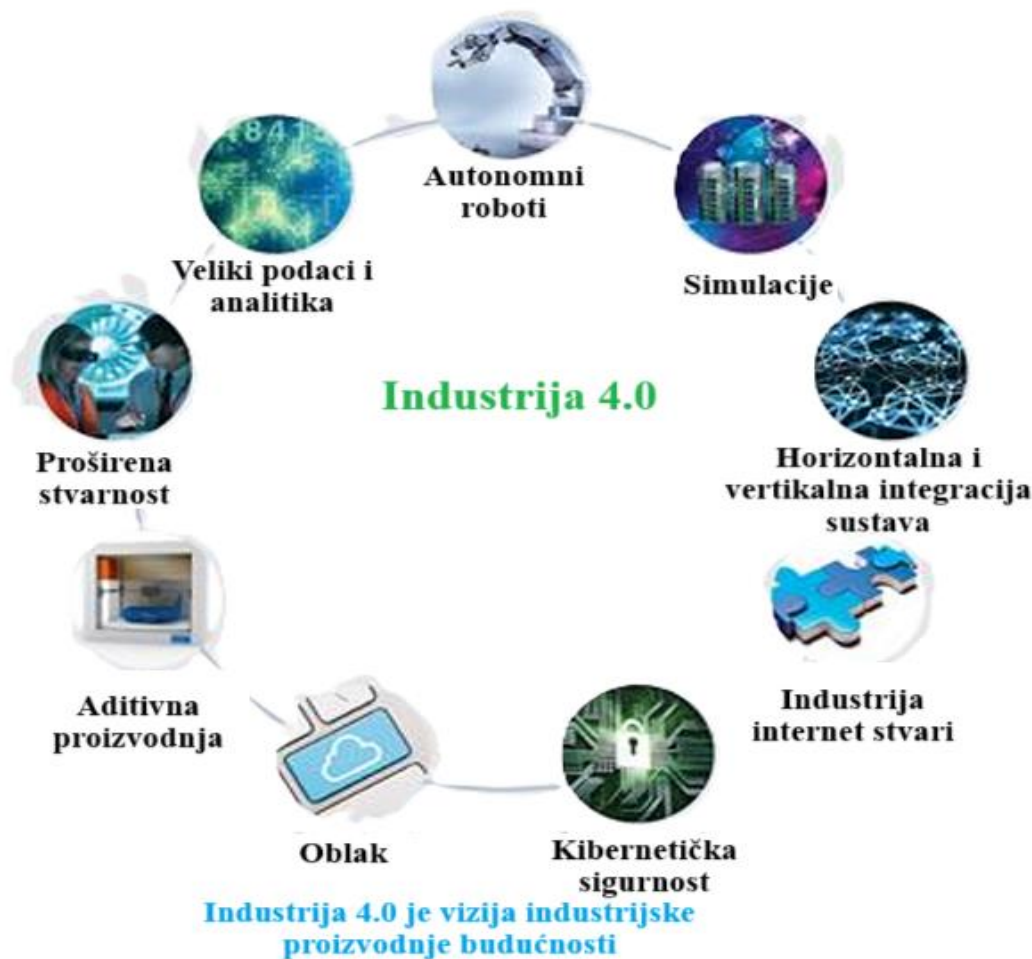 Autonomni
roboti
Simulacije
Horizontalna i
vertikalna integracija
sustava
Industrija
internet stvari
Kibernetička
sigurnost
Oblak
Aditivna
proizvodnja
Proširena
stvarnost
Veliki podaci i
analitika
Industrija 4.0
Industrija 4.0 je vizija industrijske
proizvodnje budućnosti